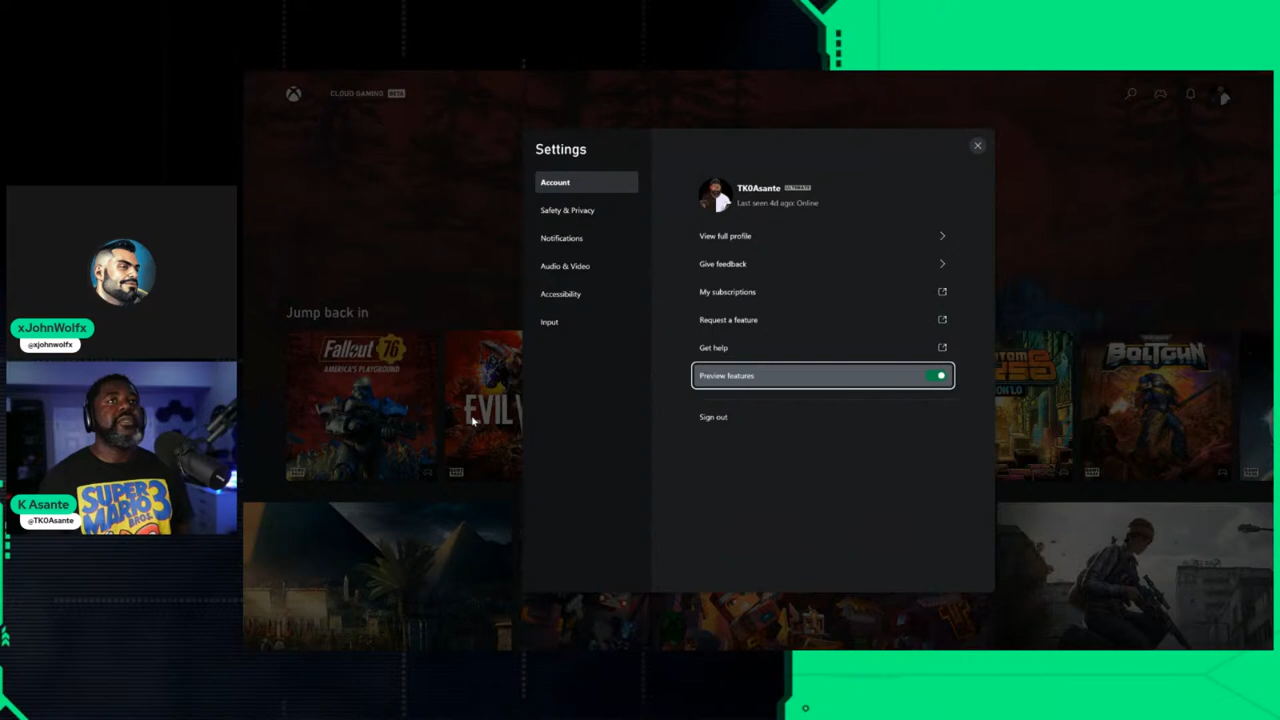 CLOUD GAMING BETA
Settings
Account
Safety & Privacy
Notifications
Audio & Video
Accessibility
Input
TK0Asante ULTIMATE
Last seen 4d ago: Online
View full profile
Give feedback
My subscriptions
Request a feature
Get help
Preview features
Sign out
Jump back in
Fallout 76
AMERICA'S PLAYGROUND
EVIL
BOLTGUN
xJohnWolfx
@xjohnwolfx
SUPER
MARIO
BROS. 3
K Asante
@TK0Asante